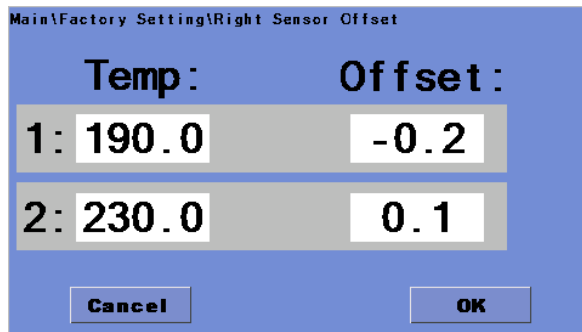 Main\Factory Setting\Right Sensor Offset
Temp: Offset:
1: 190.0 -0.2
2: 230.0 0.1
Cancel OK